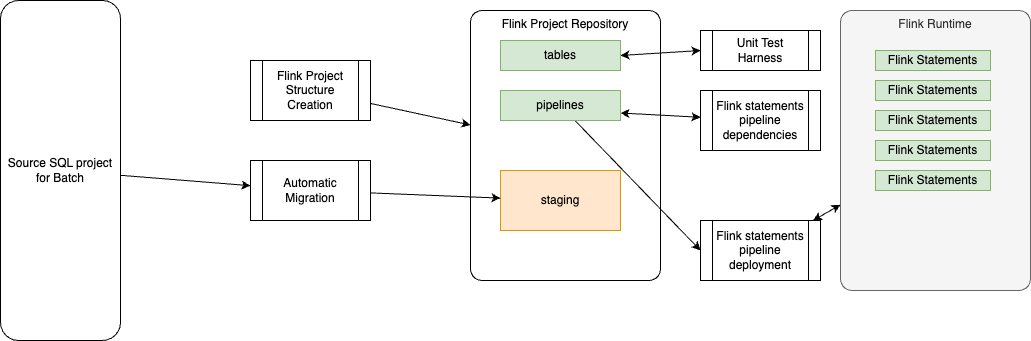 Source SQL project
for Batch
Flink Project
Structure
Creation
Automatic
Migration
Flink Project Repository
tables
pipelines
staging
Unit Test
Harness
Flink statements
pipeline
dependencies
Flink statements
pipeline
deployment
Flink Runtime
Flink Statements
Flink Statements
Flink Statements
Flink Statements
Flink Statements